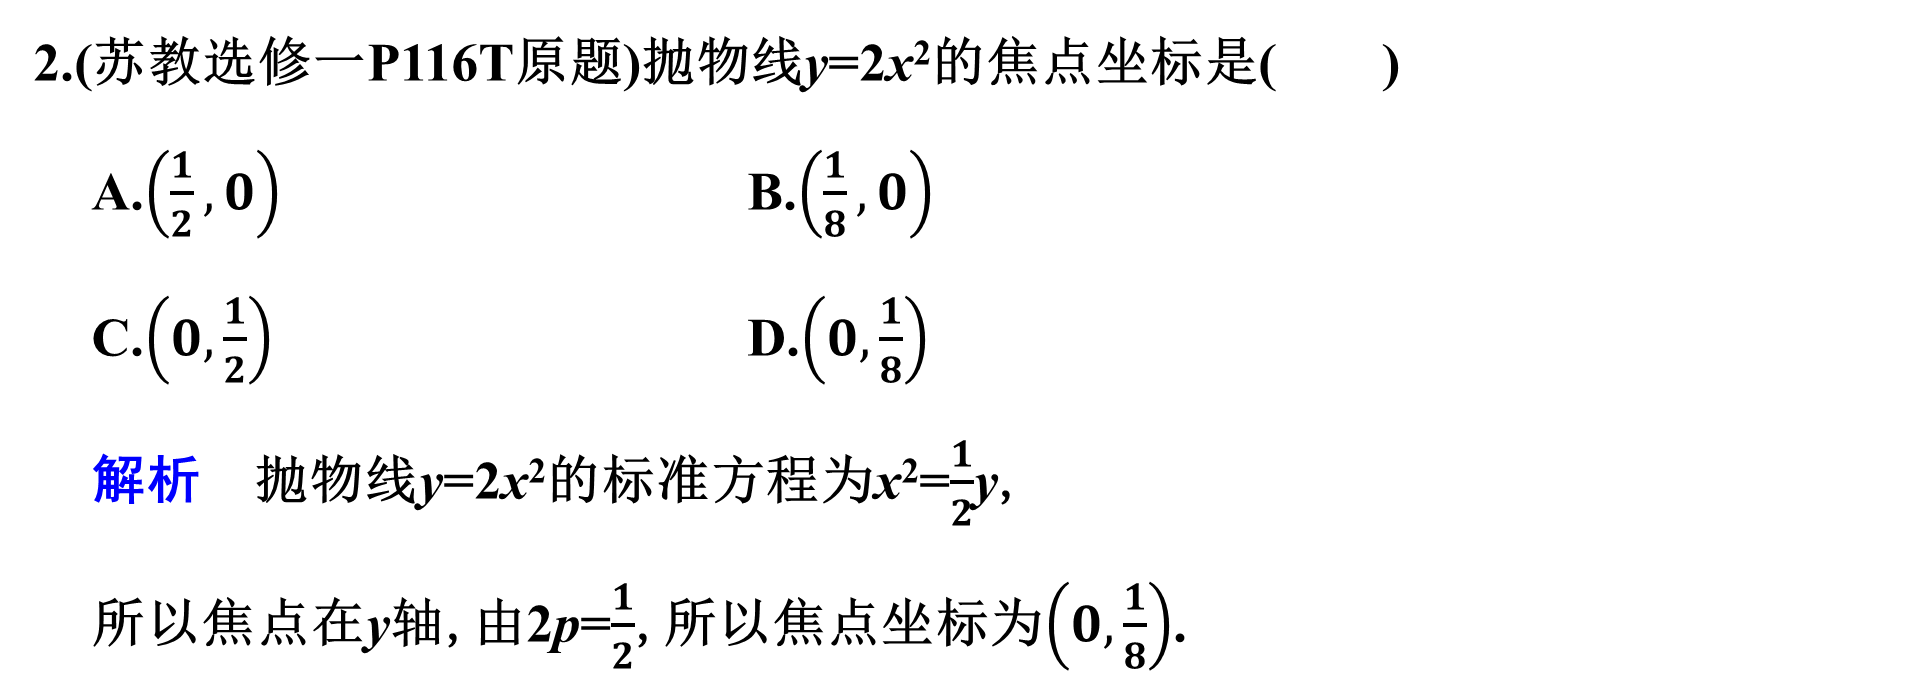 2.(苏教选修一P116T原题)抛物线y=2x²的焦点坐标是(  )
A.(1/2, 0) B.(1/8, 0)
C.(0, 1/2) D.(0, 1/8)
解析 抛物线y=2x²的标准方程为x²=1/2y,
所以焦点在y轴, 由2p=1/2, 所以焦点坐标为(0, 1/8).